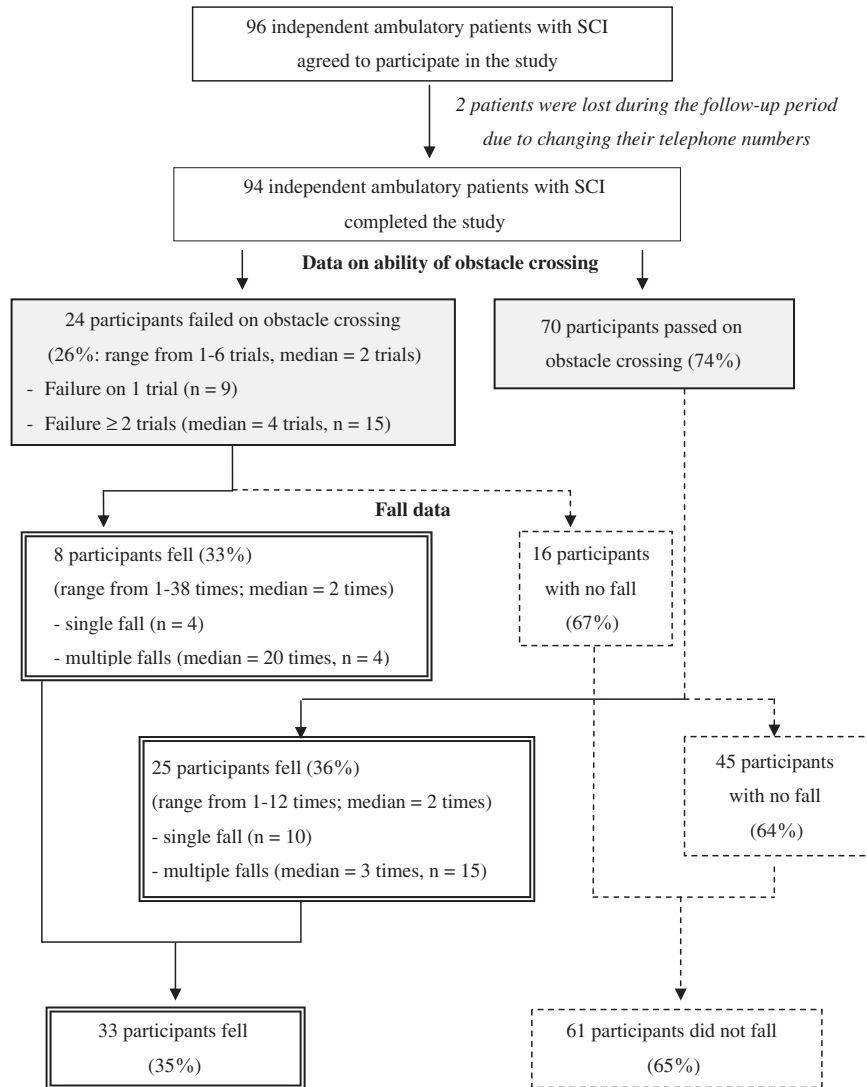 96 independent ambulatory patients with SCI
agreed to participate in the study
2 patients were lost during the follow-up period
due to changing their telephone numbers
94 independent ambulatory patients with SCI
completed the study
Data on ability of obstacle crossing
24 participants failed on obstacle crossing
(26%: range from 1-6 trials, median = 2 trials)
- Failure on 1 trial (n = 9)
- Failure ≥ 2 trials (median = 4 trials, n = 15)
70 participants passed on
obstacle crossing (74%)
Fall data
8 participants fell (33%)
(range from 1-38 times; median = 2 times)
- single fall (n = 4)
- multiple falls (median = 20 times, n = 4)
16 participants
with no fall
(67%)
25 participants fell (36%)
(range from 1-12 times; median = 2 times)
- single fall (n = 10)
- multiple falls (median = 3 times, n = 15)
45 participants
with no fall
(64%)
33 participants fell
(35%)
61 participants did not fall
(65%)